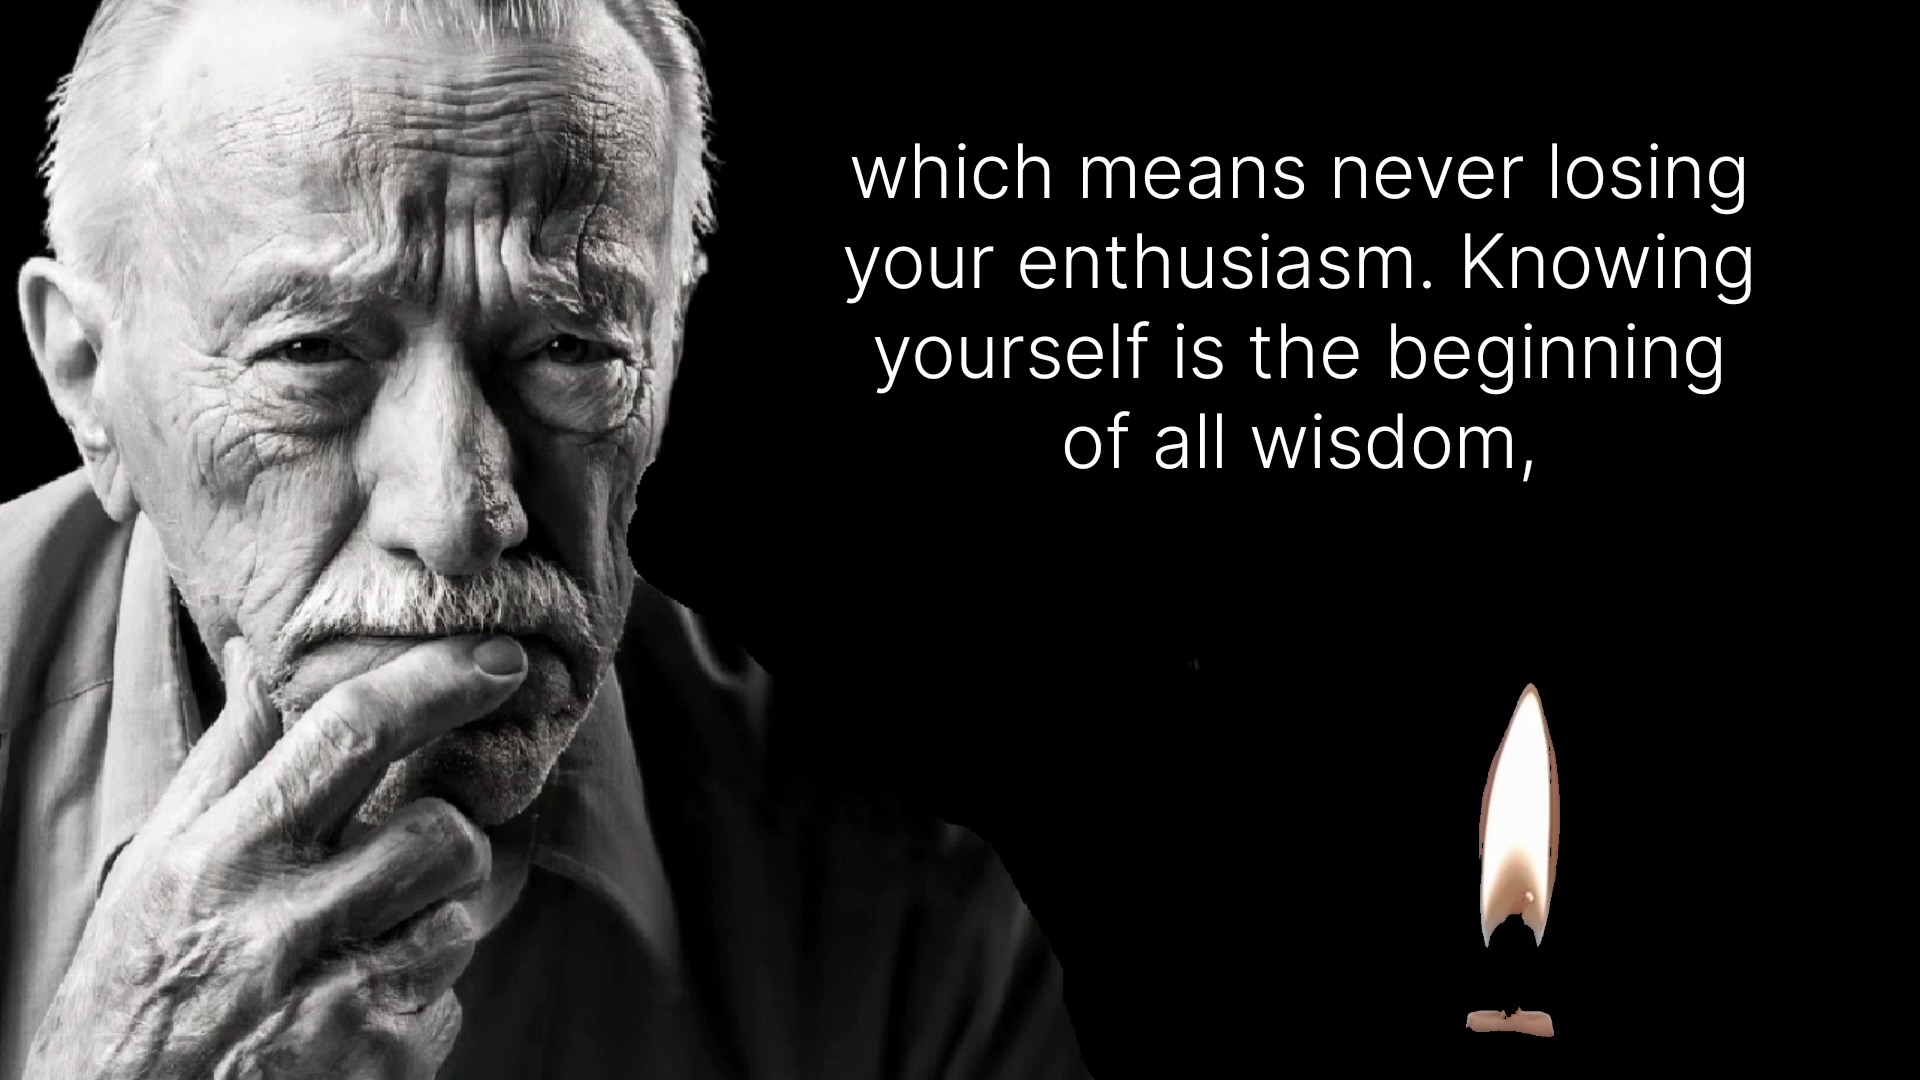 which means never losing
your enthusiasm. Knowing
yourself is the beginning
of all wisdom,